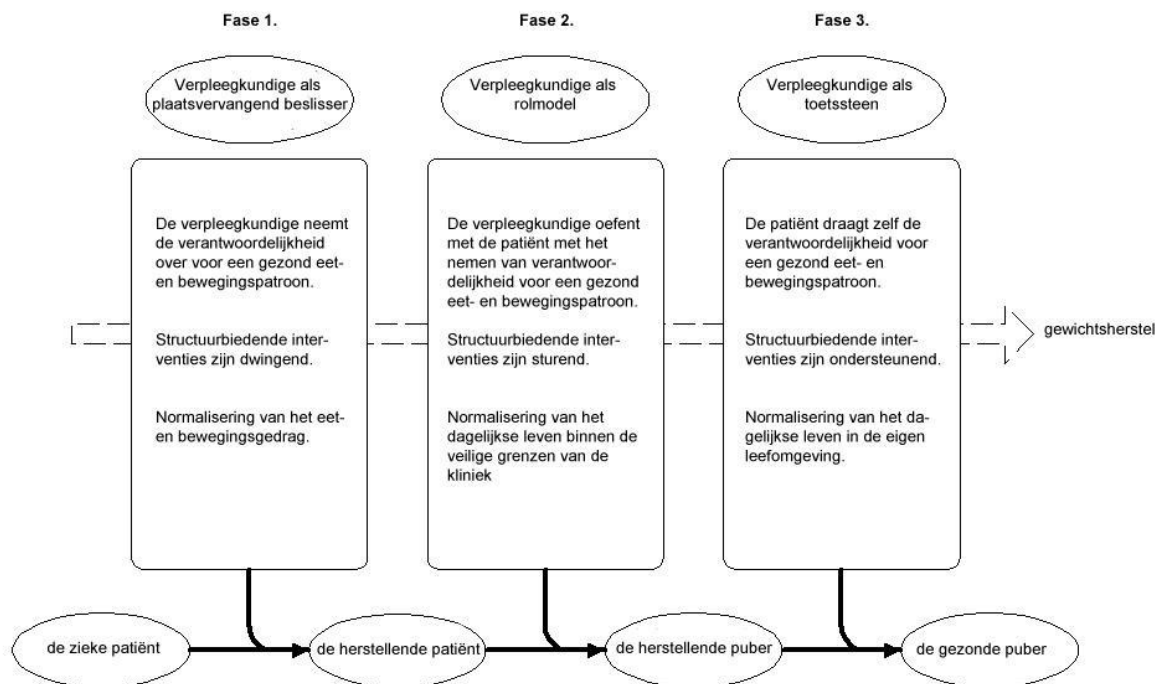 Fase 1.
Fase 2.
Fase 3.
Verpleegkundige als
plaatsvervangend beslisser
Verpleegkundige als
rolmodel
Verpleegkundige als
toetssteen
De verpleegkundige neemt
de verantwoordelijkheid
over voor een gezond eet-
en bewegingspatroon.
Structuurbiedende inter-
venties zijn dwingend.
Normalisering van het eet-
en bewegingsgedrag.
De verpleegkundige oefent
met de patiënt met het
nemen van verantwoor-
delijkheid voor een gezond
eet- en bewegingspatroon.
Structuurbiedende inter-
venties zijn sturend.
Normalisering van het
dagelijkse leven binnen de
veilige grenzen van de
kliniek
De patiënt draagt zelf de
verantwoordelijkheid voor
een gezond eet- en
bewegingspatroon.
Structuurbiedende inter-
venties zijn ondersteunend.
Normalisering van het da-
gelijkse leven in de eigen
leefomgeving.
gewichtsherstel
de zieke patiënt
de herstellende patiënt
de herstellende puber
de gezonde puber